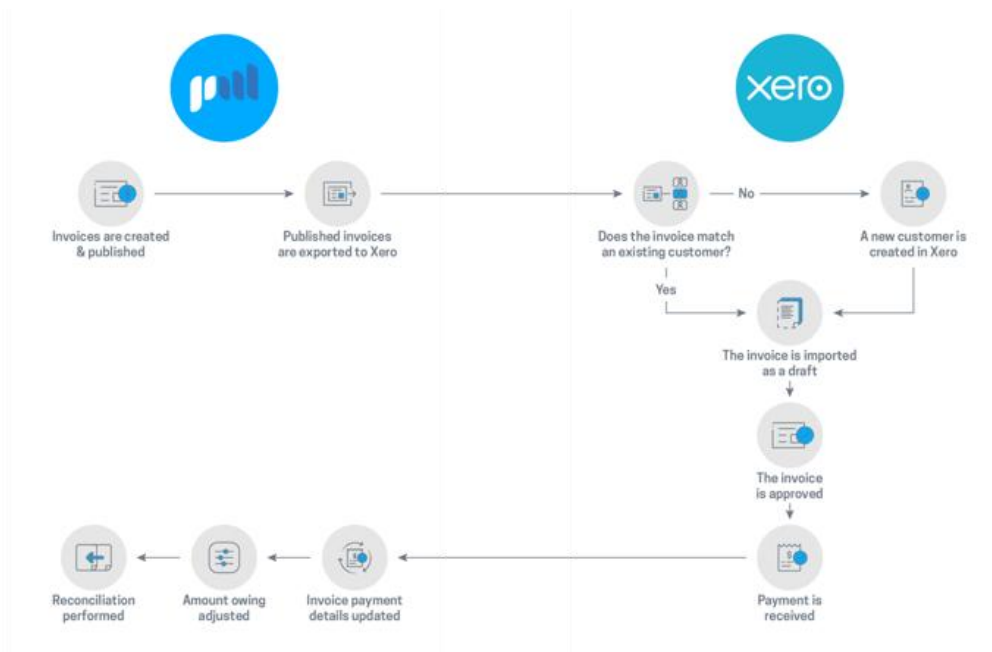 pm
xero
Invoices are created
& published
Published invoices
are exported to Xero
Does the invoice match
an existing customer?
No
A new customer is
created in Xero
Yes
The invoice is imported
as a draft
The invoice
is approved
Reconciliation
performed
Amount owing
adjusted
Invoice payment
details updated
Payment is
received